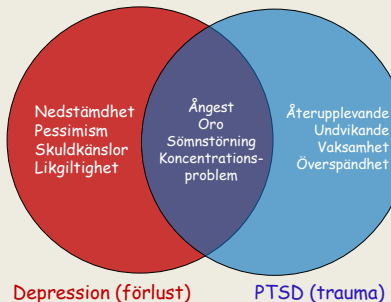 Nedstämdhet
Pessimism
Skuldkänslor
Likgiltighet
Ångest
Oro
Sömnstörning
Koncentrations-
problem
Återupplevande
Undvikande
Vaksamhet
Överspändhet
Depression (förlust)
PTSD (trauma)